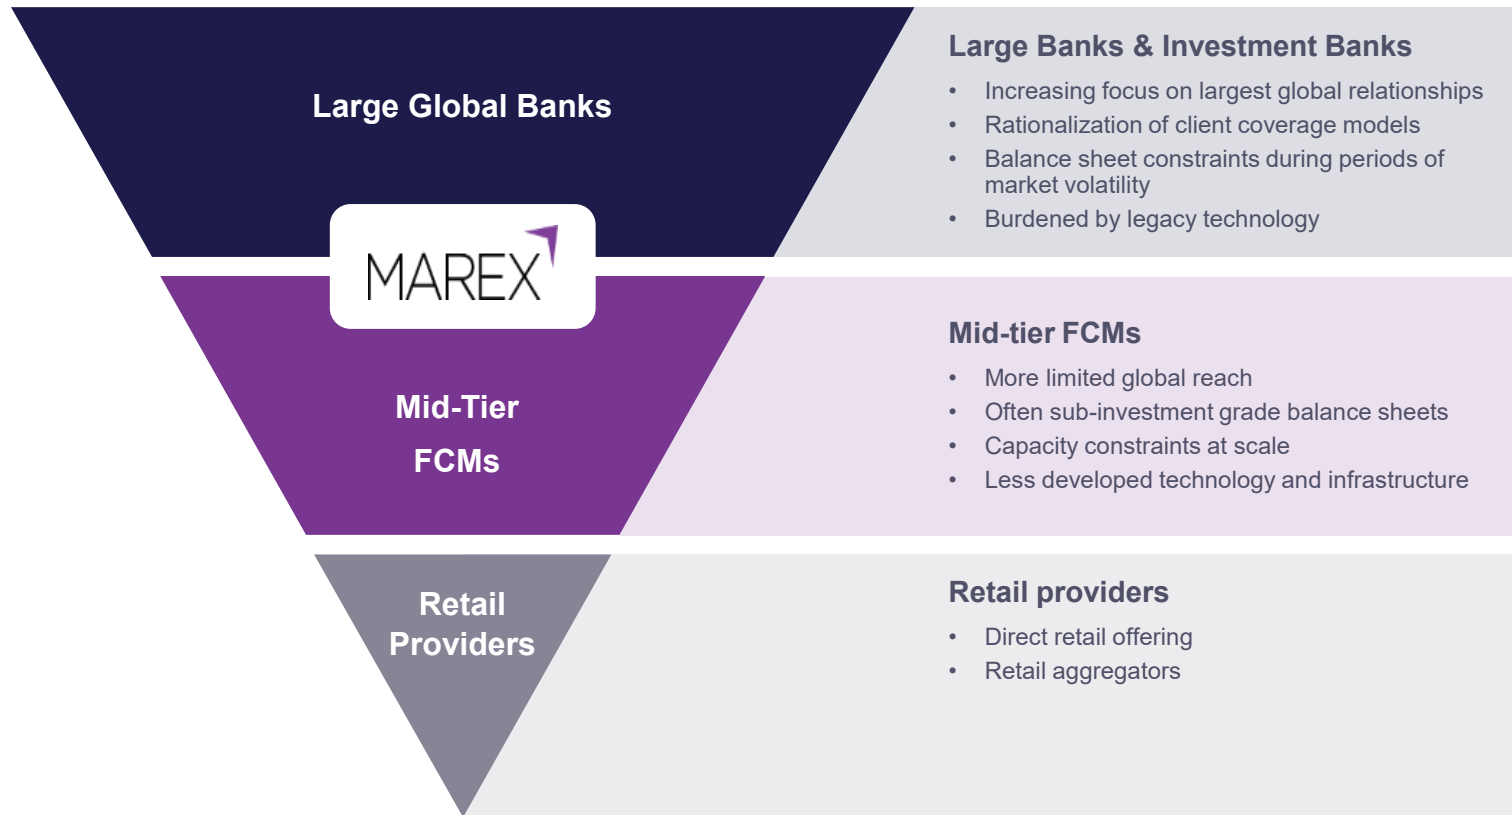 Large Global Banks
MAREX
Mid-Tier
FCMs
Retail
Providers
Large Banks & Investment Banks
• Increasing focus on largest global relationships
• Rationalization of client coverage models
• Balance sheet constraints during periods of
market volatility
• Burdened by legacy technology
Mid-tier FCMs
• More limited global reach
• Often sub-investment grade balance sheets
• Capacity constraints at scale
• Less developed technology and infrastructure
Retail providers
• Direct retail offering
• Retail aggregators